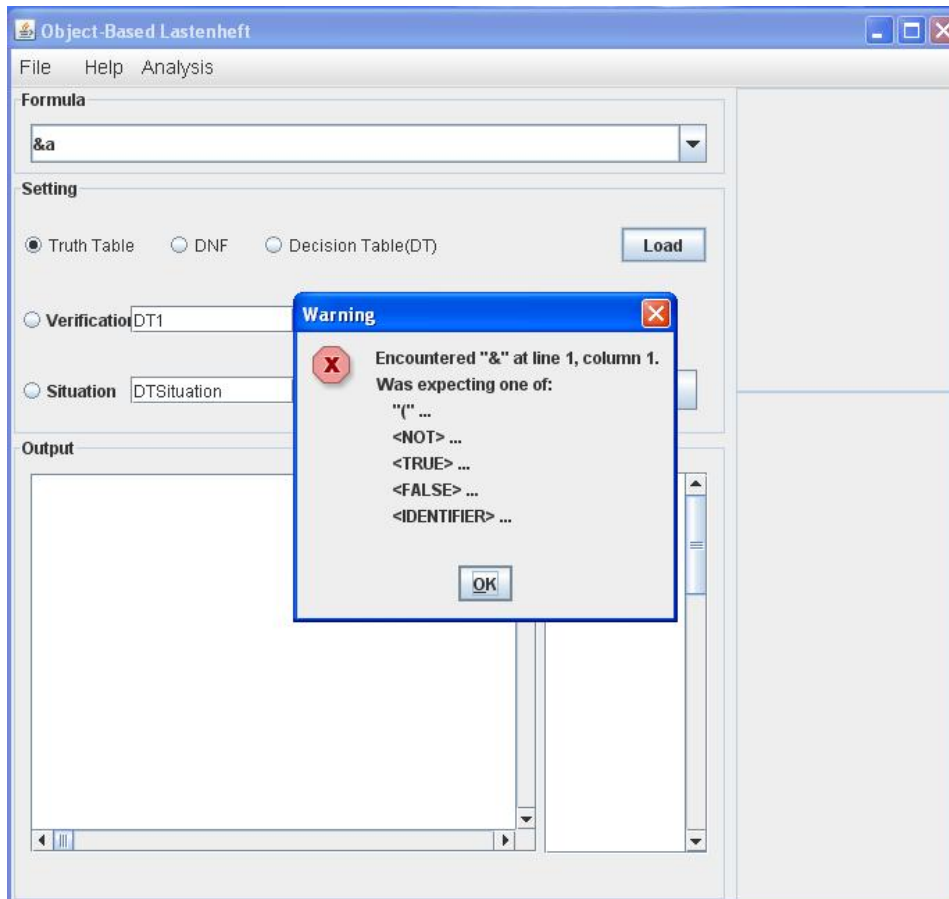 Object-Based Lastenheft
File Help Analysis
Formula
&a
Setting
Truth Table DNF Decision Table(DT) Load
Verification DT1
Situation DTSituation
Warning
Encountered "&" at line 1, column 1.
Was expecting one of:
"(" ...
<NOT> ...
<TRUE> ...
<FALSE> ...
<IDENTIFIER> ...
OK
Output